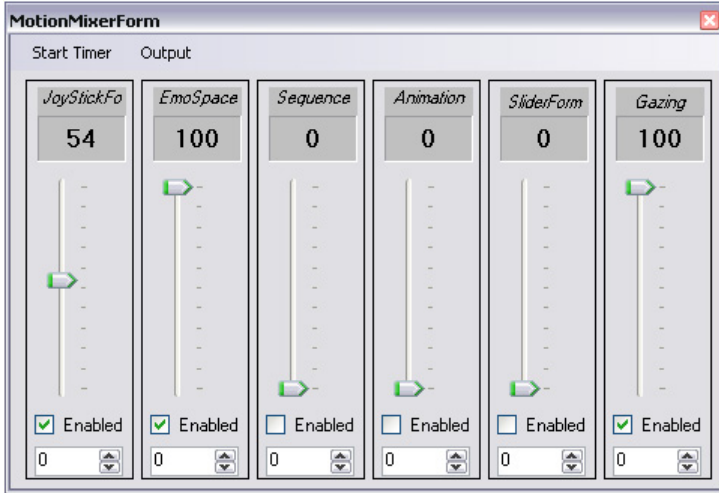 MotionMixerForm
Start Timer Output
JoyStickFo EmoSpace Sequence Animation SliderForm Gazing
54 100 0 0 0 100
Enabled Enabled Enabled Enabled Enabled Enabled
0 0 0 0 0 0